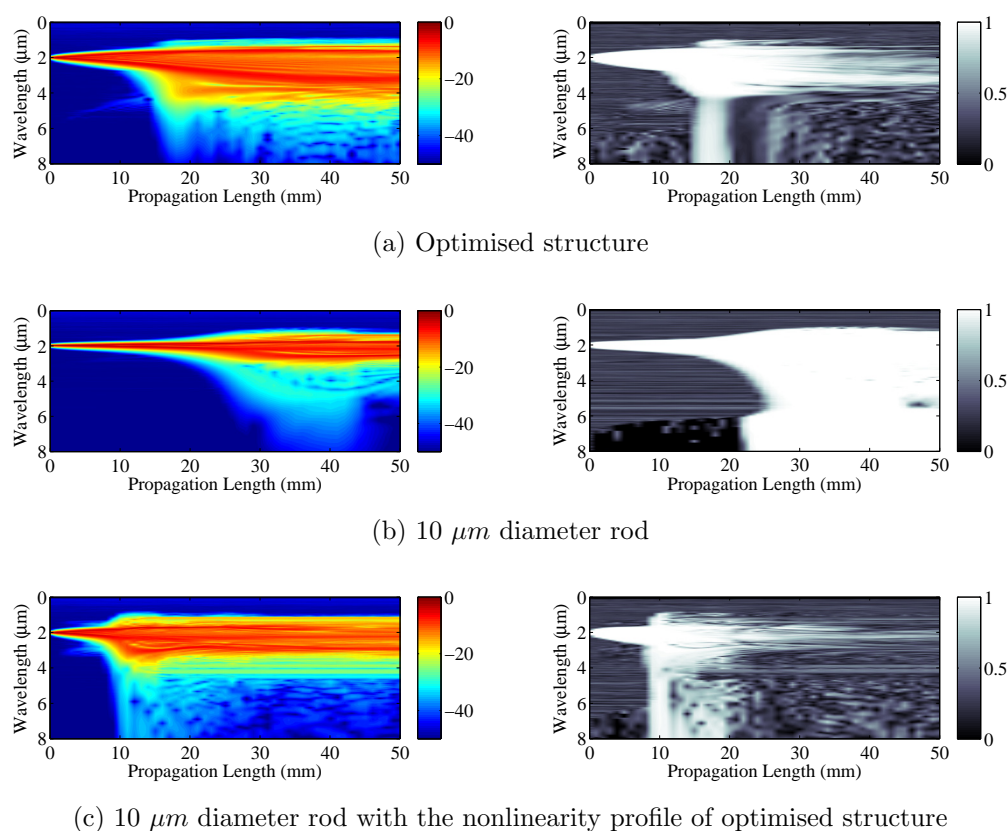 0
2
4
6
8
Wavelength (µm)
0 10 20 30 40 50
Propagation Length (mm)
0
−20
−40
0
2
4
6
8
Wavelength (µm)
0 10 20 30 40 50
Propagation Length (mm)
1
0.5
0
(a) Optimised structure
0
2
4
6
8
Wavelength (µm)
0 10 20 30 40 50
Propagation Length (mm)
0
−20
−40
0
2
4
6
8
Wavelength (µm)
0 10 20 30 40 50
Propagation Length (mm)
1
0.5
0
(b) 10 µm diameter rod
0
2
4
6
8
Wavelength (µm)
0 10 20 30 40 50
Propagation Length (mm)
0
−20
−40
0
2
4
6
8
Wavelength (µm)
0 10 20 30 40 50
Propagation Length (mm)
1
0.5
0
(c) 10 µm diameter rod with the nonlinearity profile of optimised structure